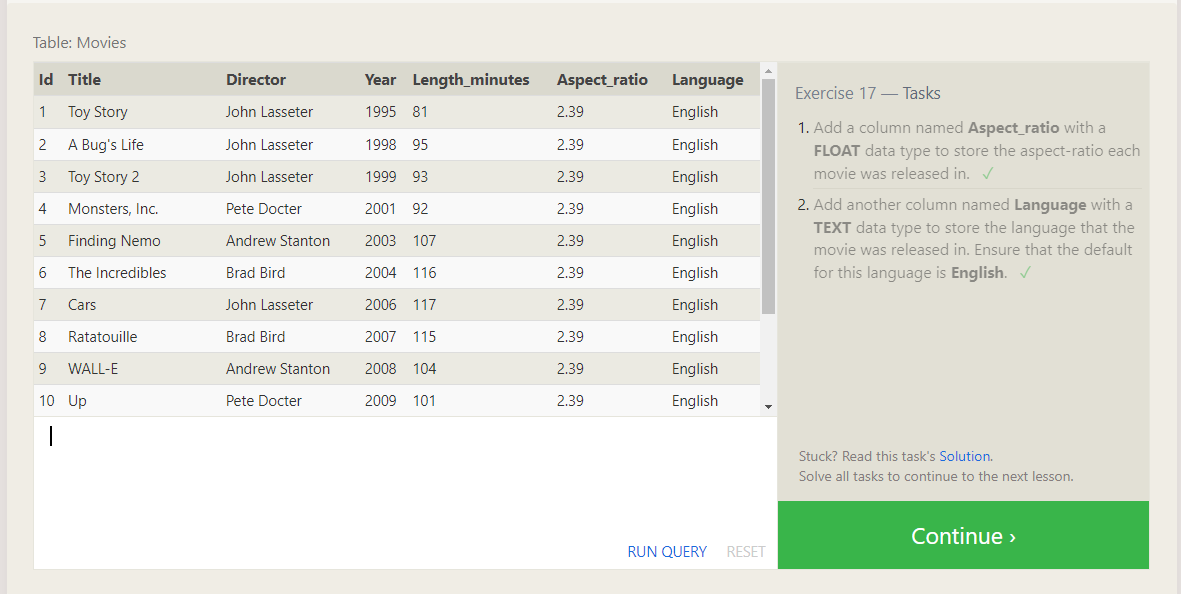 Table: Movies
Id Title Director Year Length_minutes Aspect_ratio Language
1 Toy Story John Lasseter 1995 81 2.39 English
2 A Bug's Life John Lasseter 1998 95 2.39 English
3 Toy Story 2 John Lasseter 1999 93 2.39 English
4 Monsters, Inc. Pete Docter 2001 92 2.39 English
5 Finding Nemo Andrew Stanton 2003 107 2.39 English
6 The Incredibles Brad Bird 2004 116 2.39 English
7 Cars John Lasseter 2006 117 2.39 English
8 Ratatouille Brad Bird 2007 115 2.39 English
9 WALL-E Andrew Stanton 2008 104 2.39 English
10 Up Pete Docter 2009 101 2.39 English
RUN QUERY RESET
Exercise 17 — Tasks
1. Add a column named Aspect_ratio with a
FLOAT data type to store the aspect-ratio each
movie was released in. ✓
2. Add another column named Language with a
TEXT data type to store the language that the
movie was released in. Ensure that the default
for this language is English. ✓
Stuck? Read this task's Solution.
Solve all tasks to continue to the next lesson.
Continue ›